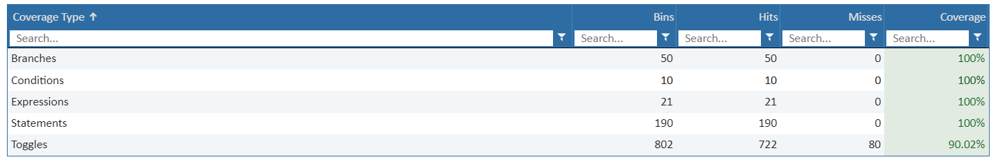 Coverage Type ↑ Bins Hits Misses Coverage
Search... Search... Search... Search... Search...
Branches 50 50 0 100%
Conditions 10 10 0 100%
Expressions 21 21 0 100%
Statements 190 190 0 100%
Toggles 802 722 80 90.02%